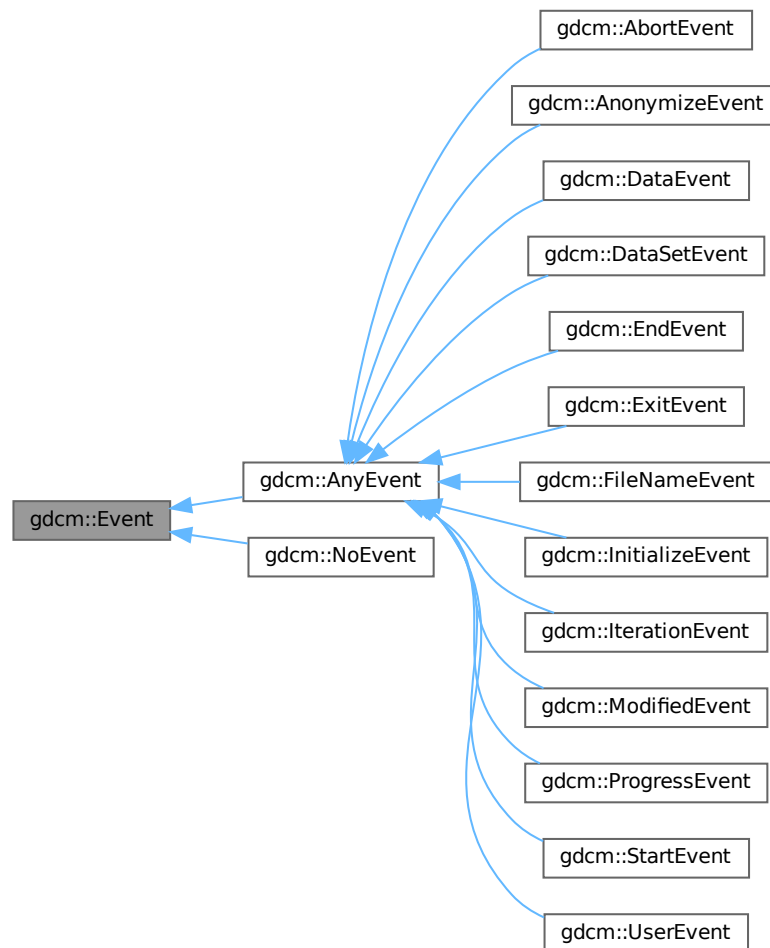 gdcm::AbortEvent
gdcm::AnonymizeEvent
gdcm::DataEvent
gdcm::DataSetEvent
gdcm::EndEvent
gdcm::ExitEvent
gdcm::AnyEvent
gdcm::FileNameEvent
gdcm::Event
gdcm::NoEvent
gdcm::InitializeEvent
gdcm::IterationEvent
gdcm::ModifiedEvent
gdcm::ProgressEvent
gdcm::StartEvent
gdcm::UserEvent